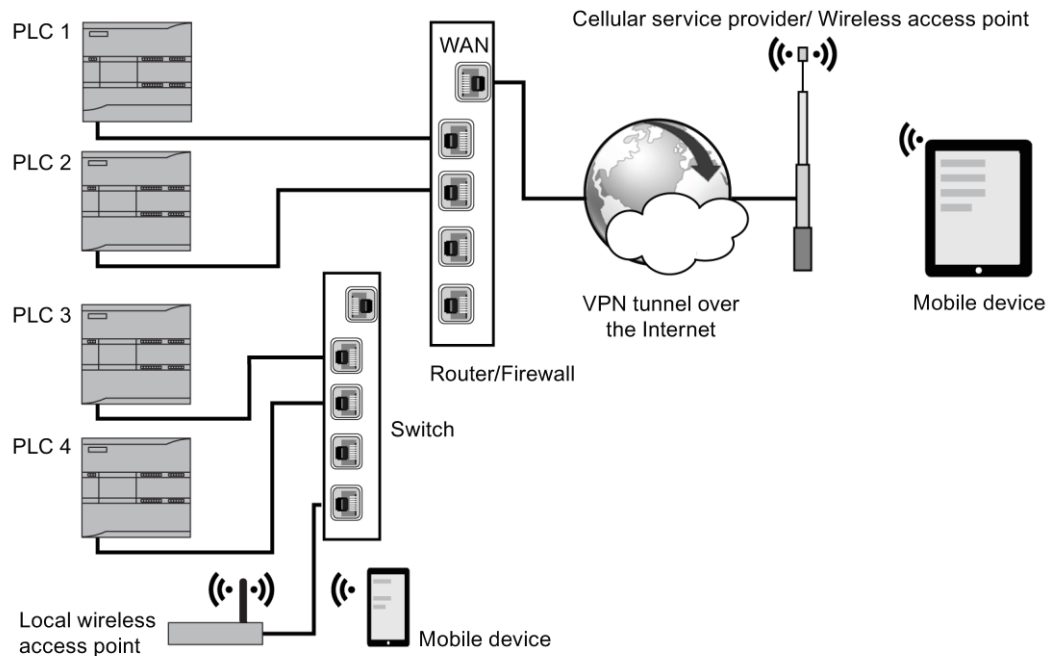 Cellular service provider/ Wireless access point
PLC 1
WAN
PLC 2
PLC 3
VPN tunnel over
the Internet
Mobile device
Router/Firewall
Switch
PLC 4
Local wireless
access point
Mobile device